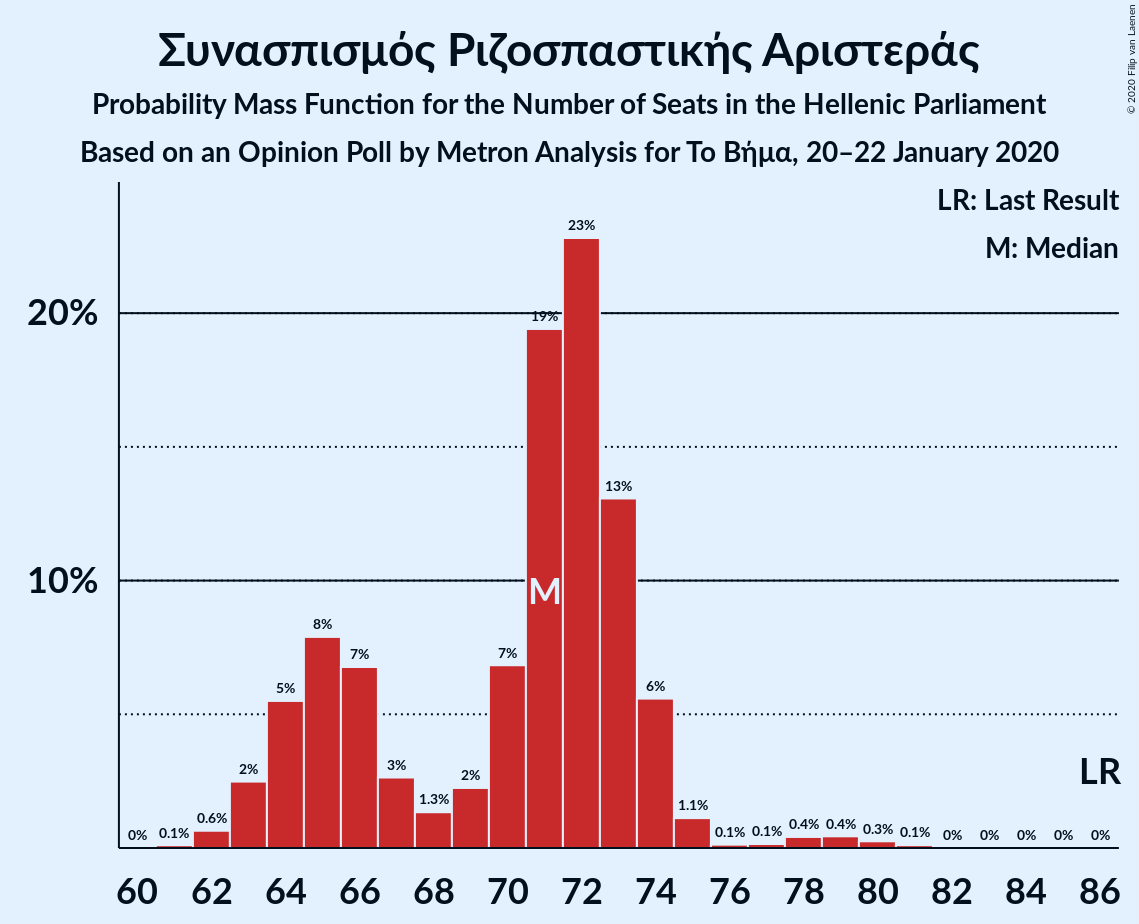 Συνασπισμός Ριζοσπαστικής Αριστεράς
Probability Mass Function for the Number of Seats in the Hellenic Parliament
Based on an Opinion Poll by Metron Analysis for Το Βήμα, 20–22 January 2020
© 2020 Filip van Laenen
LR: Last Result
M: Median
20%
10%
0% 0.1% 0.6% 2% 5% 8% 7% 3% 1.3% 2% 7% 19% 23% 13% 6% 1.1% 0.1% 0.1% 0.4% 0.4% 0.3% 0.1% 0% 0% 0% 0% 0%
M
LR
60 62 64 66 68 70 72 74 76 78 80 82 84 86